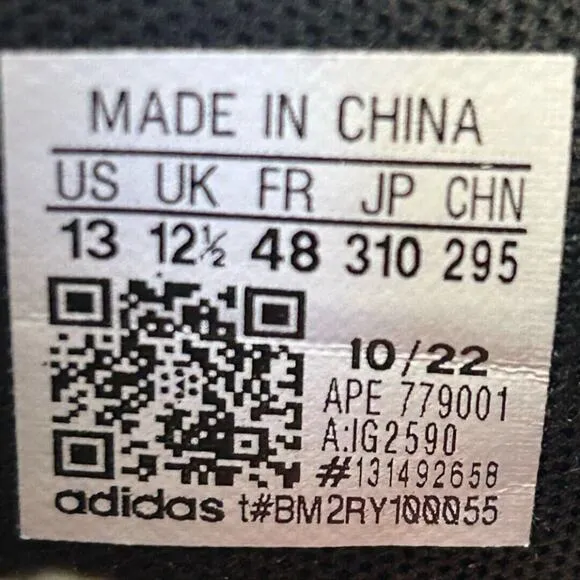 MADE IN CHINA
US UK FR JP CHN
13 12½ 48 310 295
10/22
APE 779001
A:IG2590
#131492658
adidas t#BM2RY100055